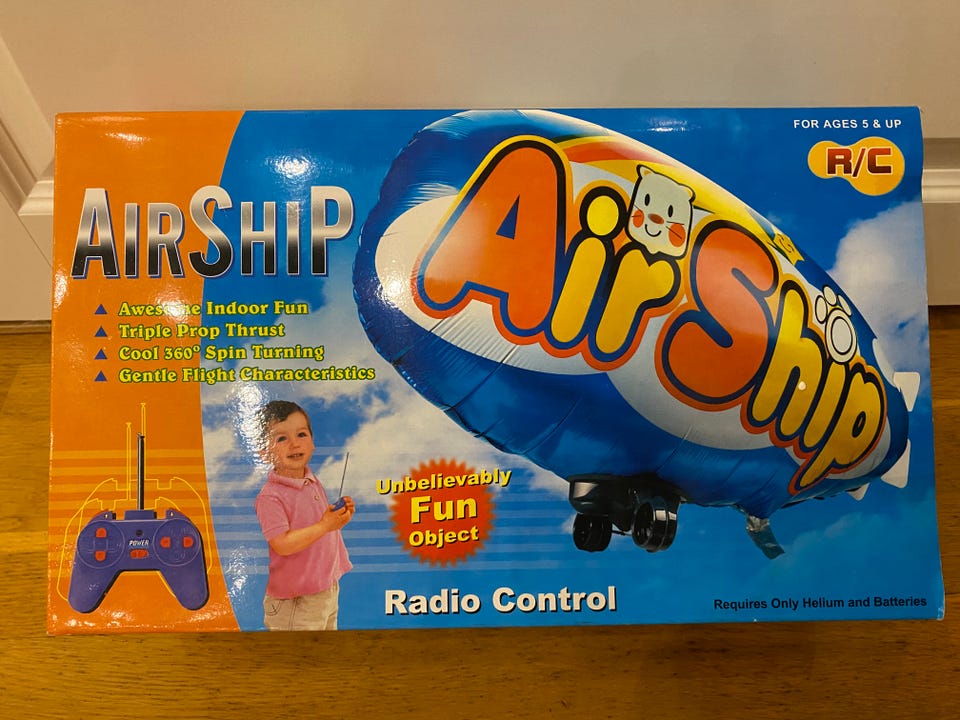 FOR AGES 5 & UP
R/C
AIRSHIP
Awesome Indoor Fun
Triple Prop Thrust
Cool 360° Spin Turning
Gentle Flight Characteristics
AirShip
Unbelievably
Fun
Object
POWER
Radio Control
Requires Only Helium and Batteries